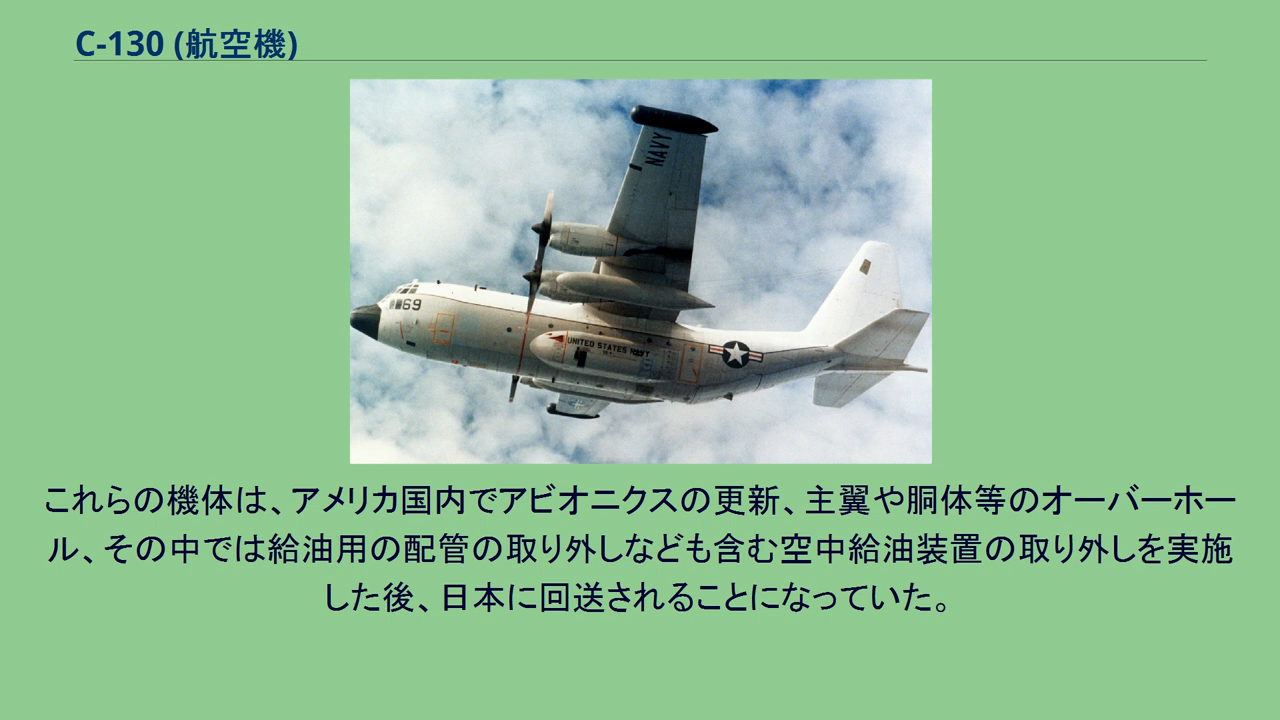 C-130 (航空機)
NAVY
69
UNITED STATES NAVY
これらの機体は、アメリカ国内でアビオニクスの更新、主翼や胴体等のオーバーホー
ル、その中では給油用の配管の取り外しなども含む空中給油装置の取り外しを実施
した後、日本に回送されることになっていた。